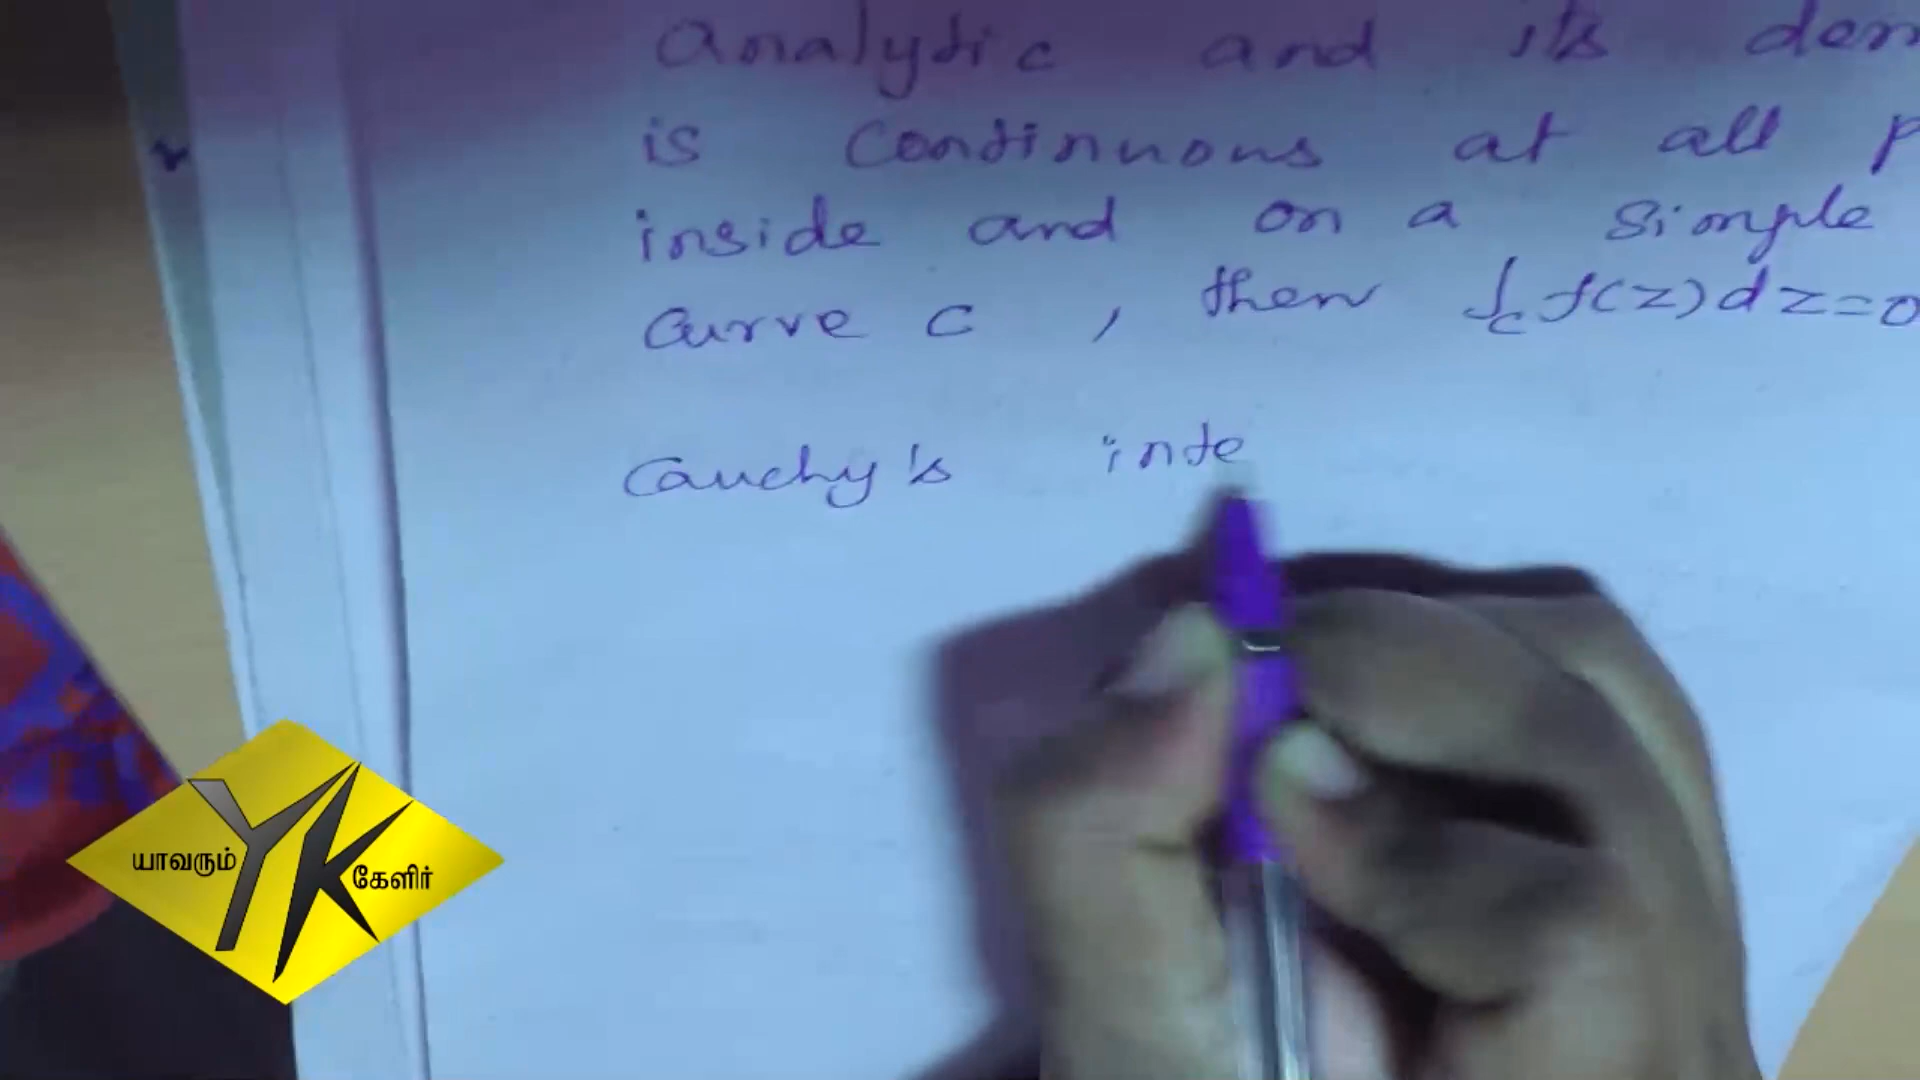 analytic and its
is continuous at all
inside and on a simple
curve c , then ∫c f(z)dz=0
Cauchy's inte
யாவரும் YK கேளிர்